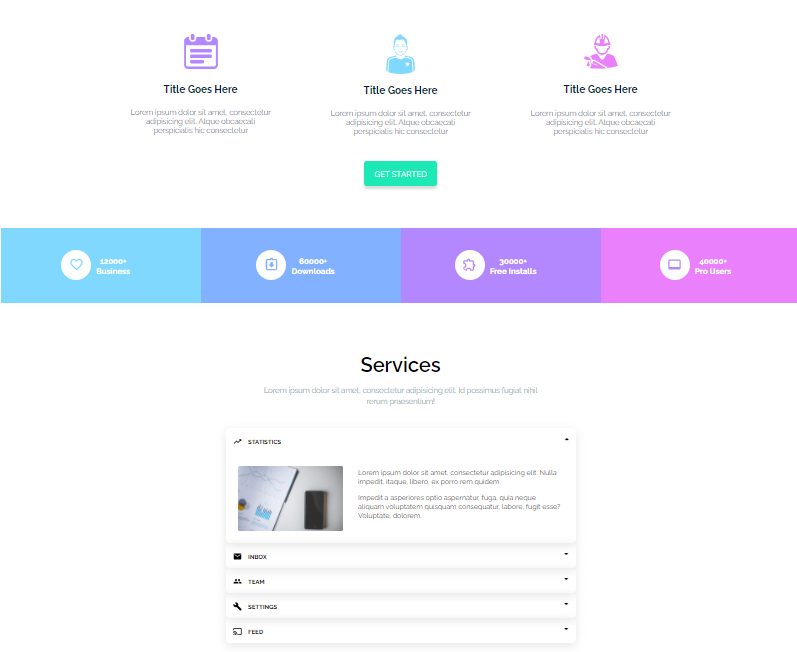 Title Goes Here
Lorem ipsum dolor sit amet, consectetur
adipisicing elit. Atque obcaecati
perspiciatis hic consectetur
Title Goes Here
Lorem ipsum dolor sit amet, consectetur
adipisicing elit. Atque obcaecati
perspiciatis hic consectetur
Title Goes Here
Lorem ipsum dolor sit amet, consectetur
adipisicing elit. Atque obcaecati
perspiciatis hic consectetur
GET STARTED
12000+
Business
60000+
Downloads
30000+
Free Installs
40000+
Pro Users
Services
Lorem ipsum dolor sit amet, consectetur adipisicing elit. Id possimus fugiat nihil
rerum praesentium!
STATISTICS
Lorem ipsum dolor sit amet, consectetur adipisicing elit. Nulla
impedit, itaque, libero, ex porro rem quidem.
Impedit a asperiores optio aspernatur, fuga, quia neque
aliquam voluptatem quisquam consequatur, labore, fugit esse?
Voluptate, dolorem.
INBOX
TEAM
SETTINGS
FEED